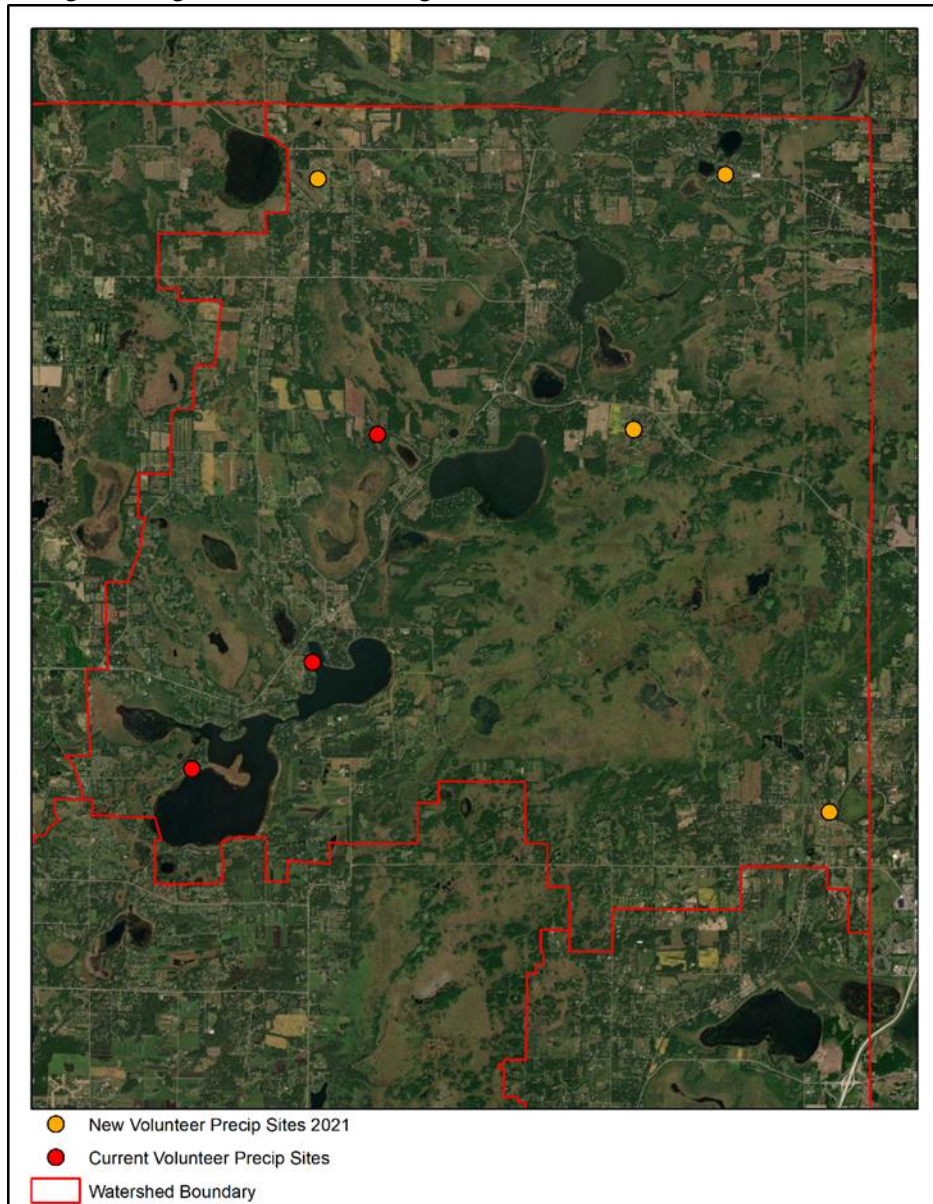 New Volunteer Precip Sites 2021
Current Volunteer Precip Sites
Watershed Boundary